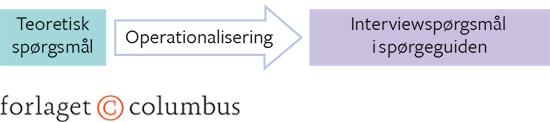 Teoretisk
spørgsmål
Operationalisering
Interviewspørgsmål
i spørgeguiden
forlaget © columbus